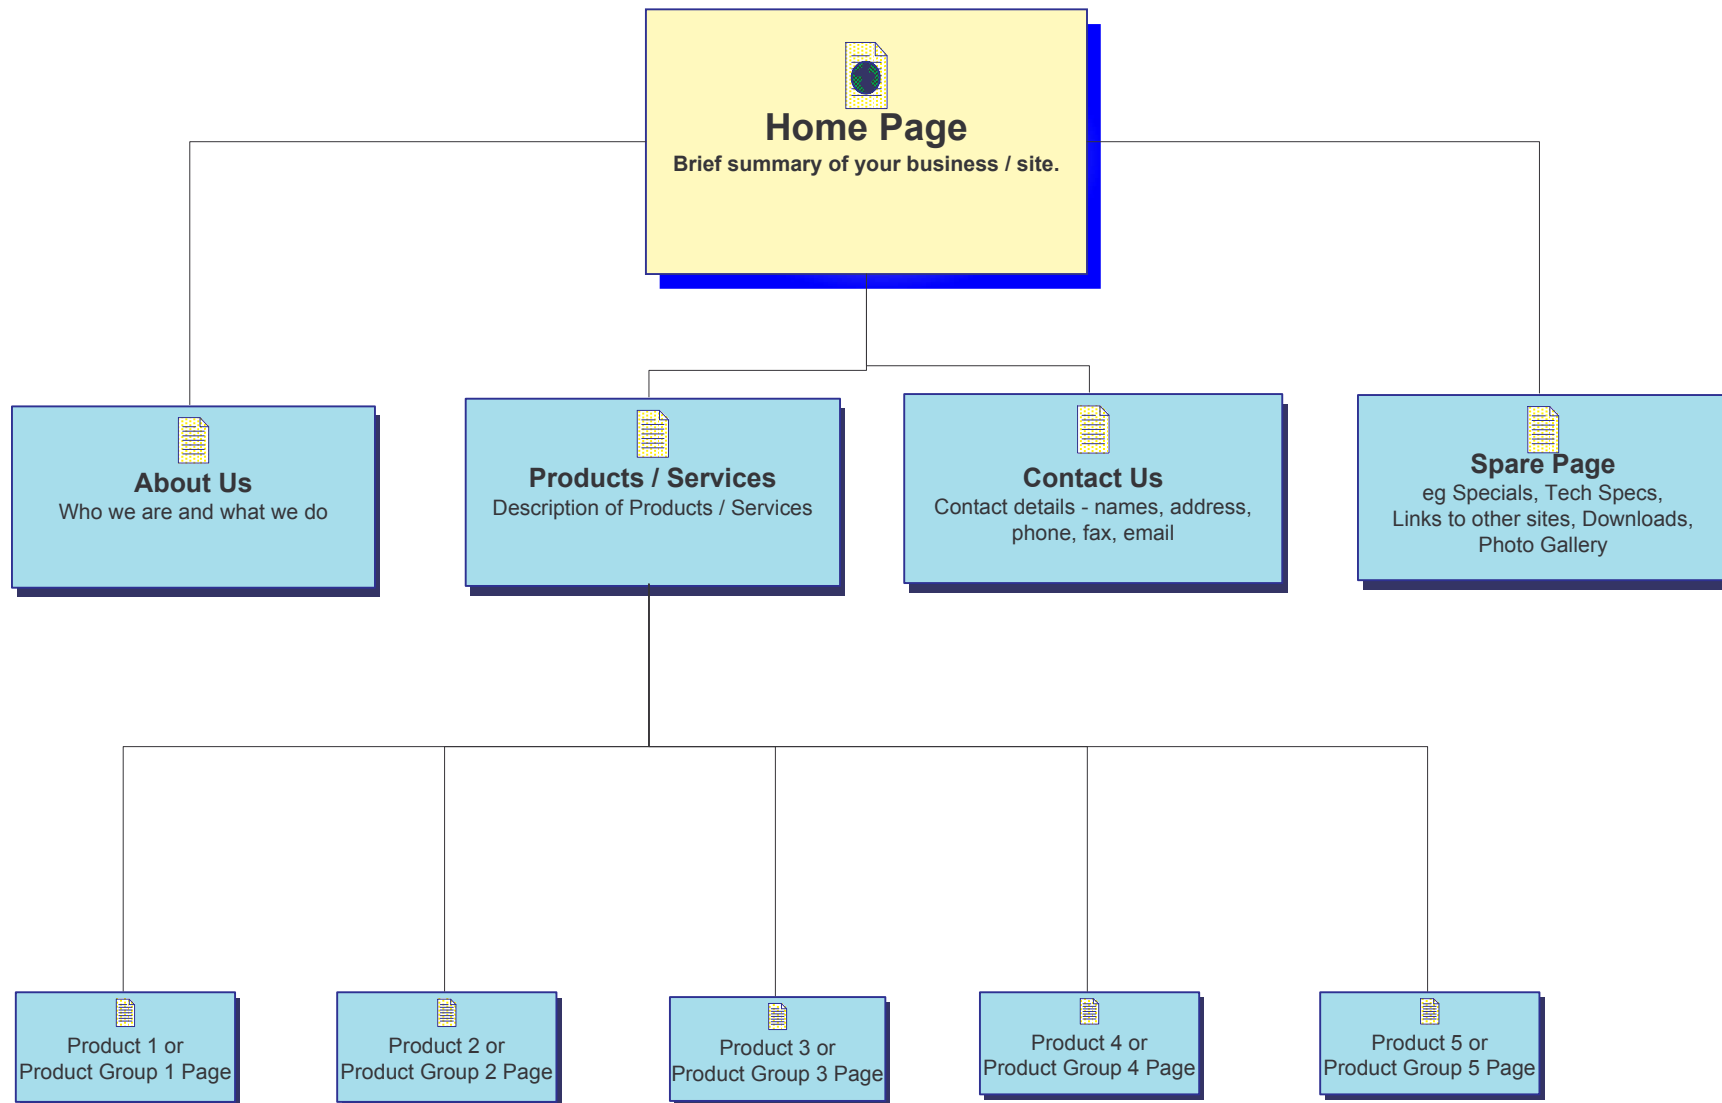 Home Page
Brief summary of your business / site.
About Us
Who we are and what we do
Products / Services
Description of Products / Services
Contact Us
Contact details - names, address,
phone, fax, email
Spare Page
eg Specials, Tech Specs,
Links to other sites, Downloads,
Photo Gallery
Product 1 or
Product Group 1 Page
Product 2 or
Product Group 2 Page
Product 3 or
Product Group 3 Page
Product 4 or
Product Group 4 Page
Product 5 or
Product Group 5 Page